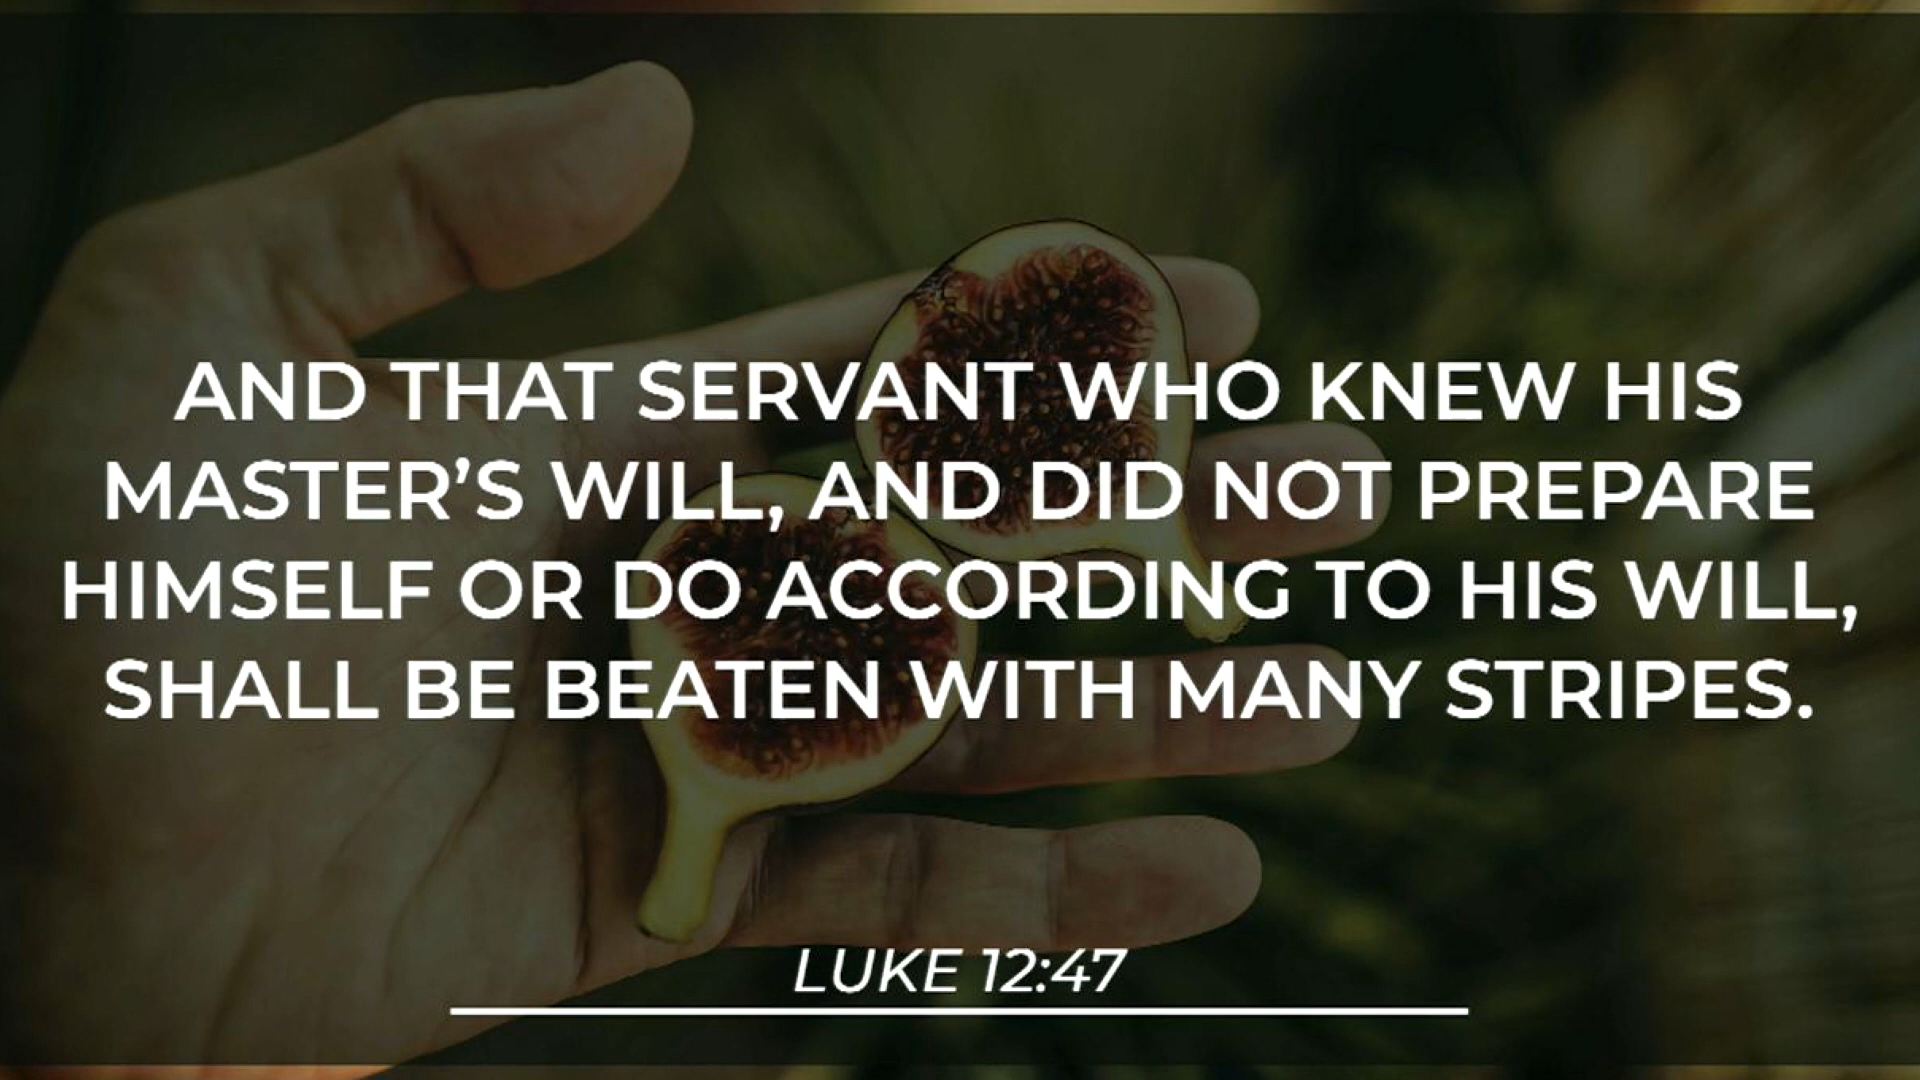 AND THAT SERVANT WHO KNEW HIS
MASTER’S WILL, AND DID NOT PREPARE
HIMSELF OR DO ACCORDING TO HIS WILL,
SHALL BE BEATEN WITH MANY STRIPES.
LUKE 12:47